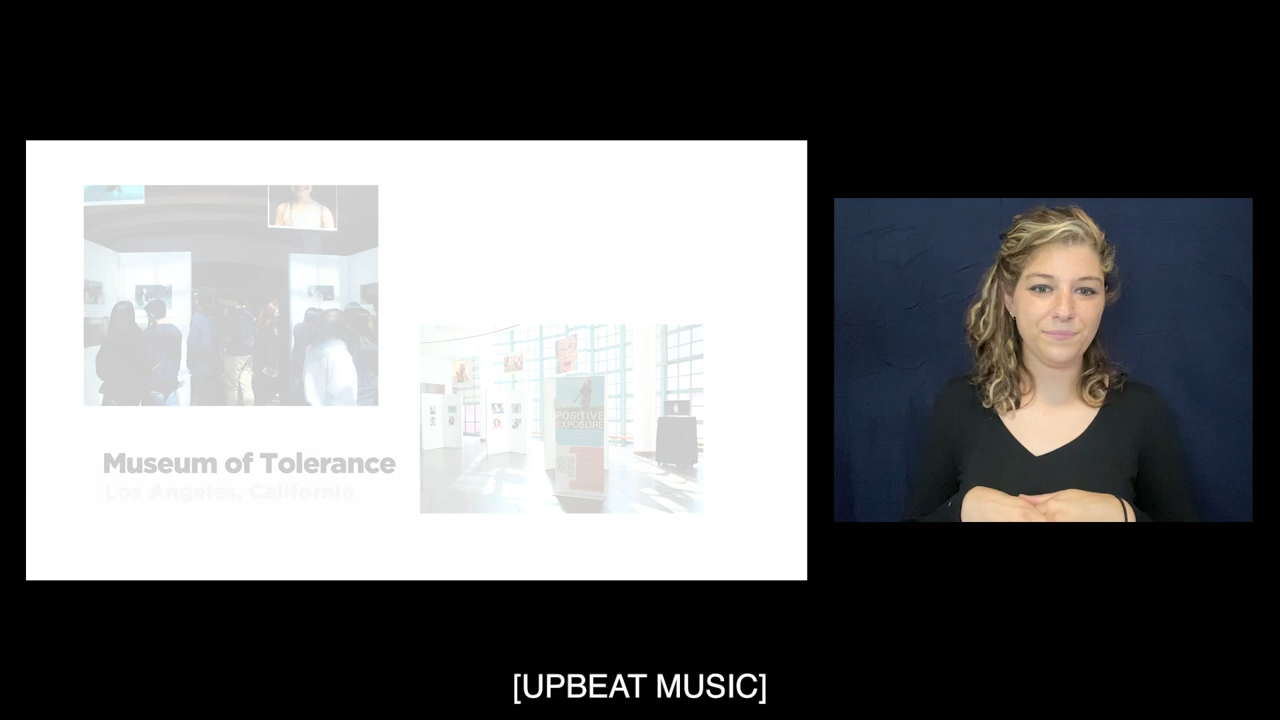 POSITIVE
EXPOSURE
Museum of Tolerance
Los Angeles, California
[UPBEAT MUSIC]